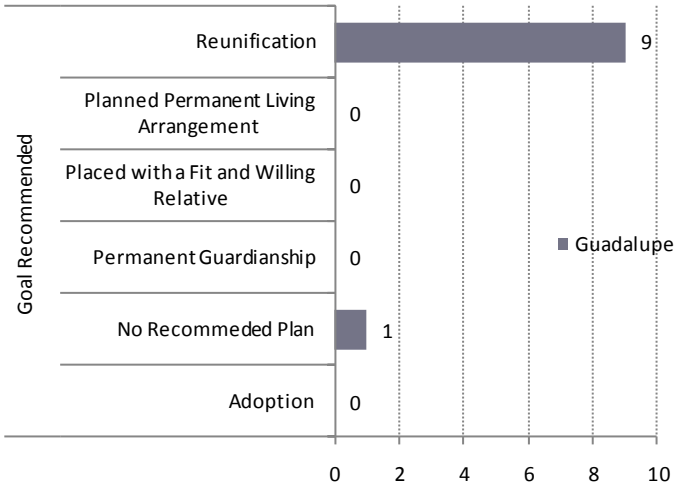 Goal Recommended
Reunification
9
Planned Permanent Living
Arrangement
0
Placed with a Fit and Willing
Relative
0
Permanent Guardianship
0
Guadalupe
No Recommeded Plan
1
Adoption
0
0 2 4 6 8 10